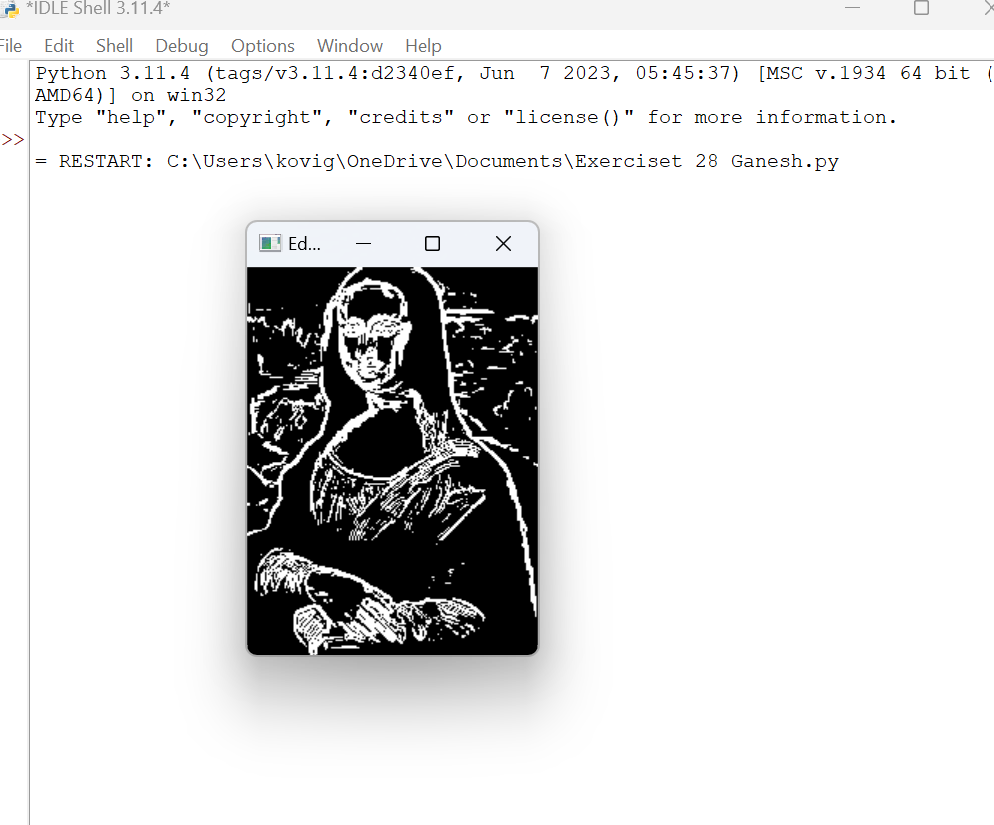 *IDLE Shell 3.11.4*
File Edit Shell Debug Options Window Help
Python 3.11.4 (tags/v3.11.4:d2340ef, Jun 7 2023, 05:45:37) [MSC v.1934 64 bit (
AMD64)] on win32
Type "help", "copyright", "credits" or "license()" for more information.
>>
= RESTART: C:\Users\kovig\OneDrive\Documents\Exerciset 28 Ganesh.py
Ed...